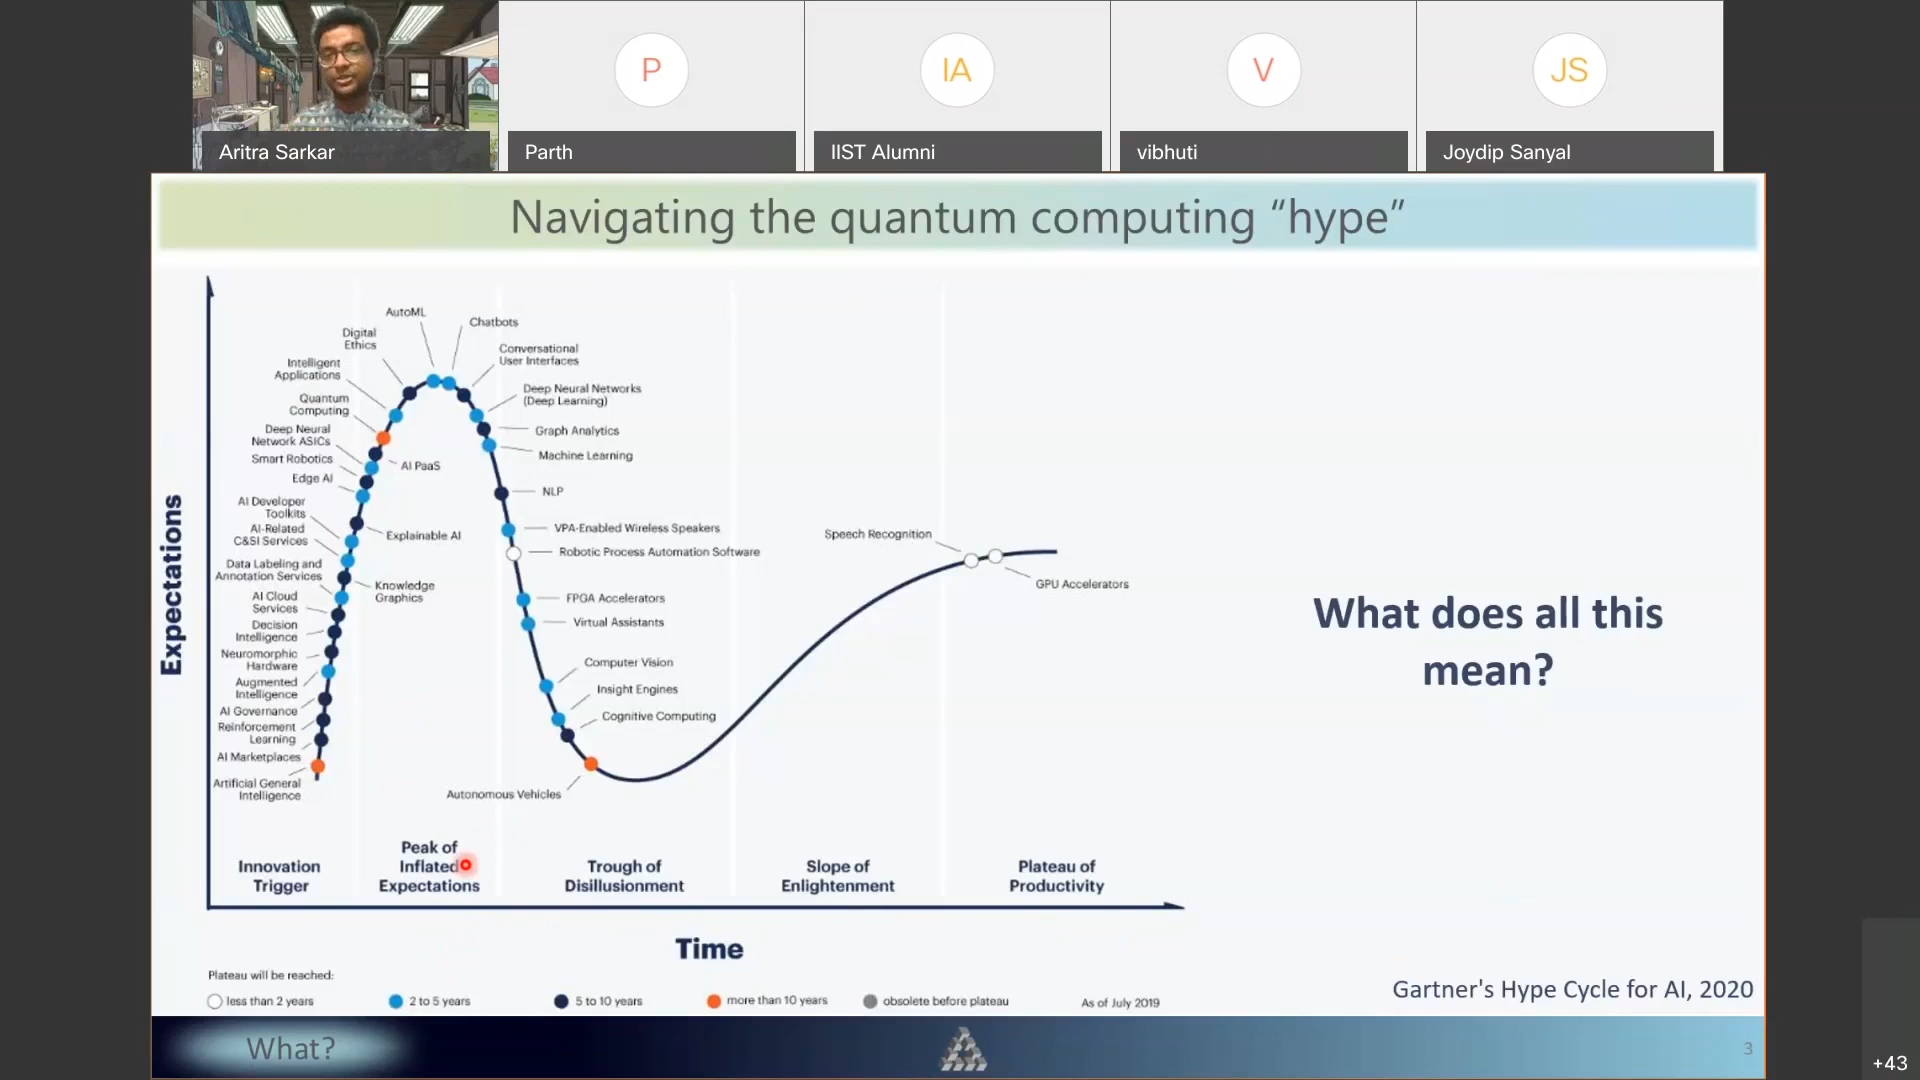 P
IA
V
JS
Aritra Sarkar
Parth
IIST Alumni
vibhuti
Joydip Sanyal
Navigating the quantum computing “hype”
Expectations
AutoML
Chatbots
Digital
Ethics
Conversational
User Interfaces
Intelligent
Applications
Deep Neural Networks
(Deep Learning)
Quantum
Computing
Graph Analytics
Deep Neural
Network ASICs
Machine Learning
Smart Robotics
AI PaaS
Edge AI
NLP
AI Developer
Toolkits
VPA-Enabled Wireless Speakers
AI-Related
C&SI Services
Explainable AI
Speech Recognition
Robotic Process Automation Software
Data Labeling and
Annotation Services
Knowledge
Graphics
GPU Accelerators
AI Cloud
Services
FPGA Accelerators
Decision
Intelligence
Virtual Assistants
Neuromorphic
Hardware
Computer Vision
Augmented
Intelligence
Insight Engines
AI Governance
Cognitive Computing
Reinforcement
Learning
AI Marketplaces
Artificial General
Intelligence
Autonomous Vehicles
What does all this
mean?
Innovation
Trigger
Peak of
Inflated
Expectations
Trough of
Disillusionment
Slope of
Enlightenment
Plateau of
Productivity
Time
Plateau will be reached:
less than 2 years
2 to 5 years
5 to 10 years
more than 10 years
obsolete before plateau
As of July 2019
Gartner's Hype Cycle for AI, 2020
What?
3
+43